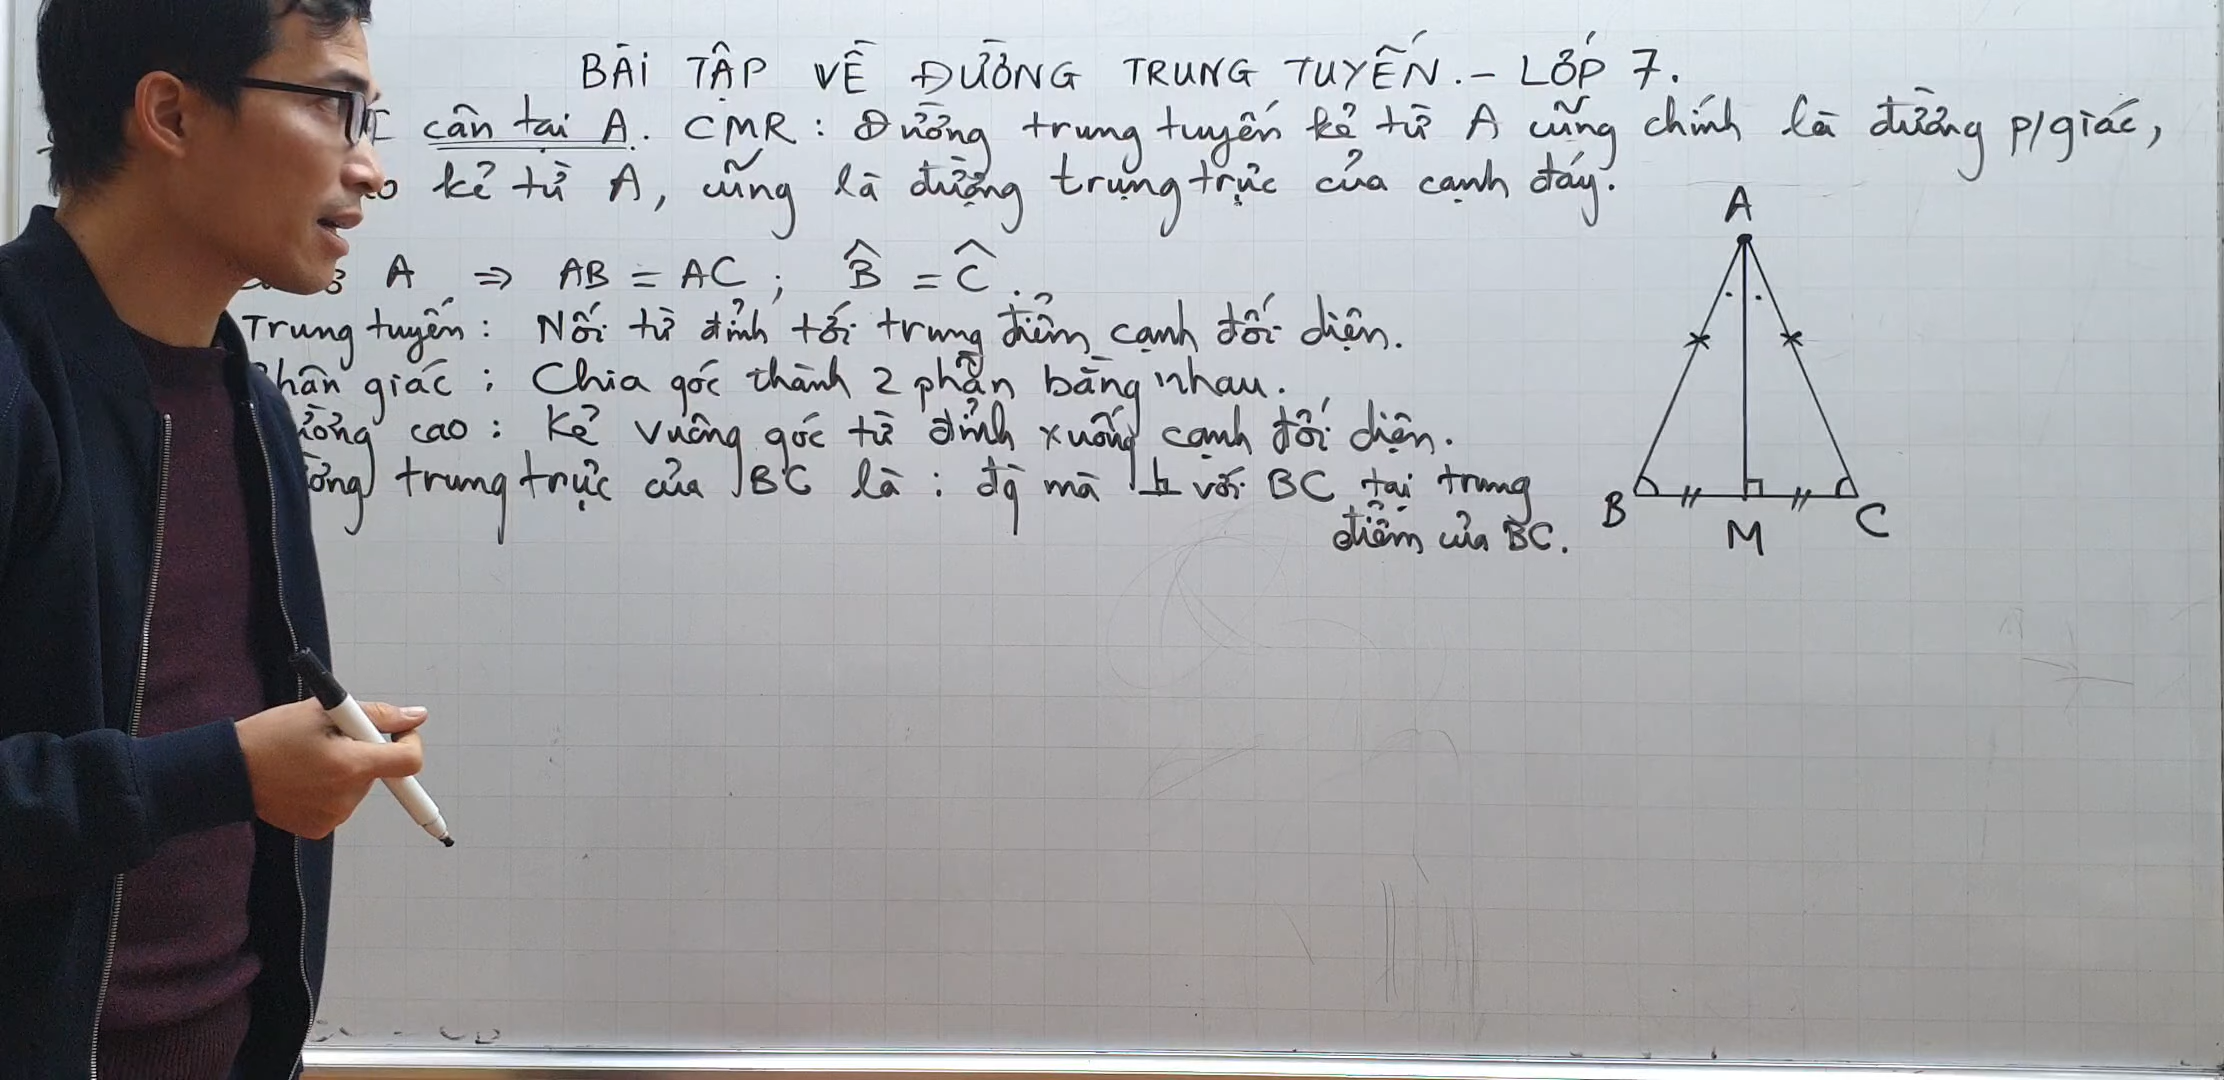 BÀI TẬP VỀ ĐƯỜNG TRUNG TUYẾN. - LỚP 7.
cân tại A. CMR: Đường trung tuyến kẻ từ A cũng chính là đường p/giác,
kẻ từ A, cũng là đường trung trực của cạnh đáy.
A ⇒ AB = AC ; B̂ = Ĉ.
Trung tuyến: Nối từ đỉnh tới trung điểm cạnh đối diện.
giác : Chia góc thành 2 phần bằng nhau.
cao : Kẻ vuông góc từ đỉnh xuống cạnh đối diện.
trung trực của BC là : đg mà ⊥ với BC tại trung
điểm của BC.
A
B
M
C